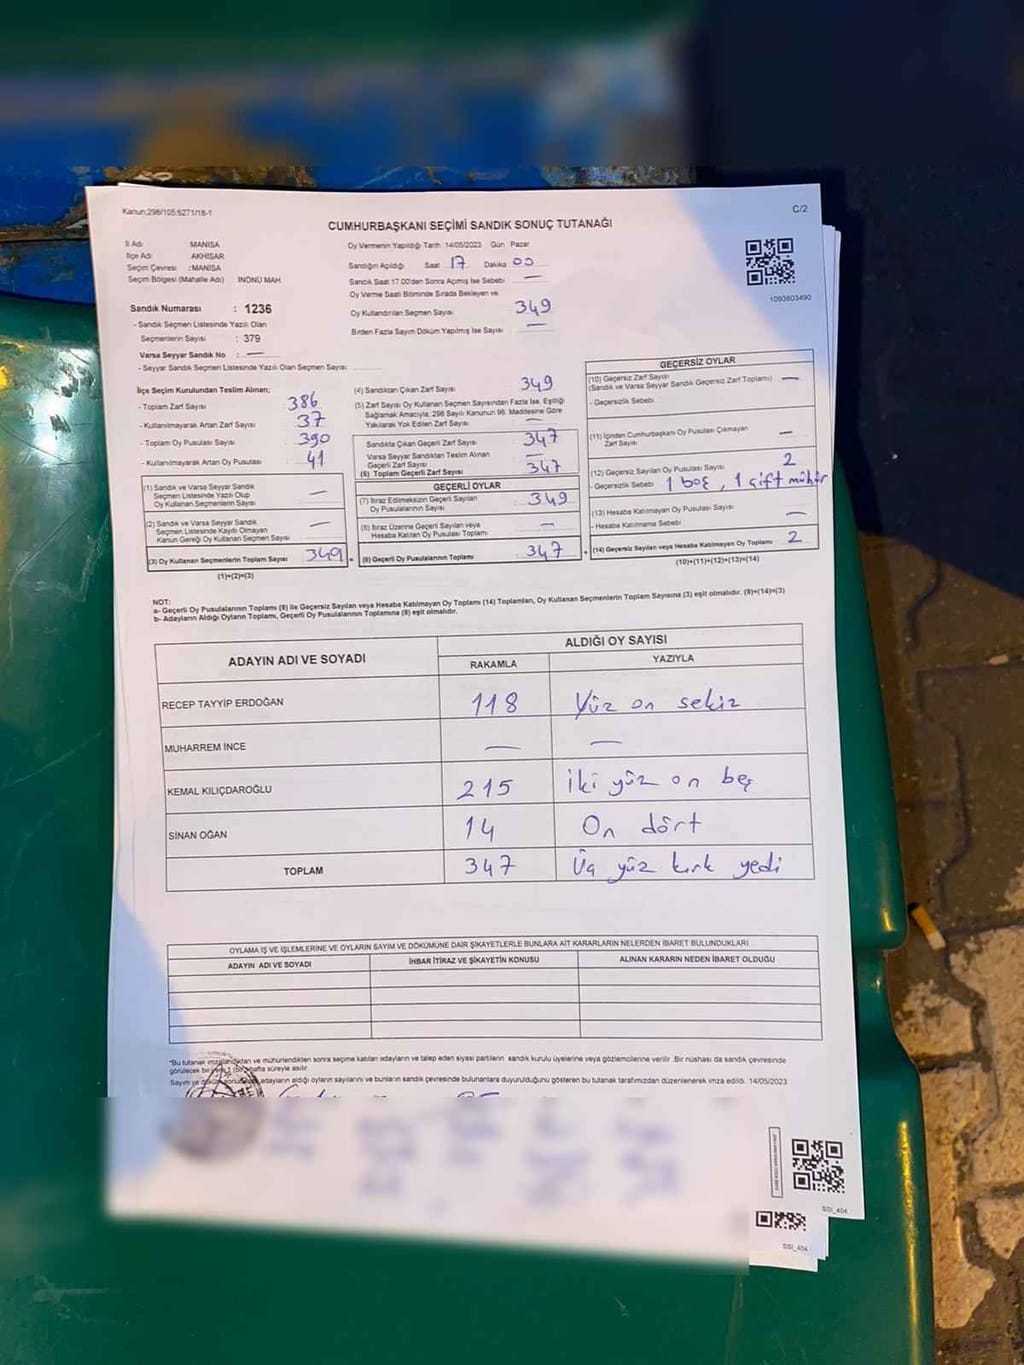 Kanun:298/105:6271/18-1
C/2
CUMHURBAŞKANI SEÇİMİ SANDIK SONUÇ TUTANAĞI
İl Adı : MANİSA
İlçe Adı : AKHİSAR
Seçim Çevresi : MANİSA
Seçim Bölgesi (Mahalle Adı) İNÖNÜ MAH
Sandık Numarası : 1236
- Sandık Seçmen Listesinde Yazılı Olan
Seçmenlerin Sayısı : 379
Varsa Seyyar Sandık No : —
- Seyyar Sandık Seçmen Listesinde Yazılı Olan Seçmen Sayısı
Oy Vermenin Yapıldığı Tarih :14/05/2023 Gün Pazar
Sandığın Açıldığı Saat 17 Dakika 00
Sandık Saat 17.00'den Sonra Açılmış İse Sebebi —
Oy Verme Saati Bitiminde Sırada Bekleyen ve
Oy Kullandırılan Seçmen Sayısı 349
Birden Fazla Sayım Döküm Yapılmış İse Sayısı —
1093803490
İlçe Seçim Kurulundan Teslim Alınan;
- Toplam Zarf Sayısı 386
- Kullanılmayarak Artan Zarf Sayısı 37
- Toplam Oy Pusulası Sayısı 390
- Kullanılmayarak Artan Oy Pusulası 41
(1) Sandık ve Varsa Seyyar Sandık
Seçmen Listesinde Yazılı Olup
Oy Kullanan Seçmenlerin Sayısı —
(2) Sandık ve Varsa Seyyar Sandık
Seçmen Listesinde Kaydı Olmayan
Kanun Gereği Oy Kullanan Seçmen Sayısı —
(3) Oy Kullanan Seçmenlerin Toplam Sayısı 349
(1)+(2)=(3)
(4) Sandıktan Çıkan Zarf Sayısı 349
(5) Zarf Sayısı Oy Kullanan Seçmen Sayısından Fazla İse, Eşitliği
Sağlamak Amacıyla; 298 Sayılı Kanunun 98. Maddesine Göre
Yakılarak Yok Edilen Zarf Sayısı —
Sandıkta Çıkan Geçerli Zarf Sayısı 347
Varsa Seyyar Sandıktan Teslim Alınan
Geçerli Zarf Sayısı —
(6) Toplam Geçerli Zarf Sayısı 347
GEÇERLİ OYLAR
(7) İtiraz Edilmeksizin Geçerli Sayılan
Oy Pusulalarının Sayısı : 349
(8) İtiraz Üzerine Geçerli Sayılan veya
Hesaba Katılan Oy Pusulaları Toplamı —
(9) Geçerli Oy Pusulalarının Toplamı : 347
GEÇERSİZ OYLAR
(10) Geçersiz Zarf Sayısı
(Sandık ve Varsa Seyyar Sandık Geçersiz Zarf Toplamı) —
- Geçersizlik Sebebi
(11) İçinden Cumhurbaşkanı Oy Pusulası Çıkmayan
Zarf Sayısı —
(12) Geçersiz Sayılan Oy Pusulası Sayısı 2
- Geçersizlik Sebebi 1 boş, 1 çift mühür
(13) Hesaba Katılmayan Oy Pusulası Sayısı —
- Hesaba Katılmama Sebebi
(14) Geçersiz Sayılan veya Hesaba Katılmayan Oy Toplamı 2
(10)+(11)+(12)+(13)=(14)
NOT:
a- Geçerli Oy Pusulalarının Toplamı (9) ile Geçersiz Sayılan veya Hesaba Katılmayan Oy Toplamı (14) Toplamları, Oy Kullanan Seçmenlerin Toplam Sayısına (3) eşit olmalıdır. (9)+(14)=(3)
b- Adayların Aldığı Oyların Toplamı, Geçerli Oy Pusulalarının Toplamına (9) eşit olmalıdır.
ADAYIN ADI VE SOYADI
ALDIĞI OY SAYISI
RAKAMLA YAZIYLA
RECEP TAYYİP ERDOĞAN 118 Yüz on sekiz
MUHARREM İNCE — —
KEMAL KILIÇDAROĞLU 215 İki yüz on beş
SİNAN OĞAN 14 On dört
TOPLAM 347 Üç yüz kırk yedi
OYLAMA İŞ VE İŞLEMLERİNE VE OYLARIN SAYIM VE DÖKÜMÜNE DAİR ŞİKAYETLERLE BUNLARA AİT KARARLARIN NELERDEN İBARET BULUNDUKLARI
ADAYIN ADI VE SOYADI İHBAR İTİRAZ VE ŞİKAYETİN KONUSU ALINAN KARARIN NEDEN İBARET OLDUĞU
*Bu tutanak imzalandıktan ve mühürlendikten sonra seçime katılan adayların ve talep eden siyasi partilerin sandık kurulu üyelerine veya gözlemcilerine verilir .Bir nüshası da sandık çevresinde
görülecek bir yere 1 (bir) hafta süreyle asılır.
adayların aldığı oyların sayılarını ve bunların sandık çevresinde bulunanlara duyurulduğunu gösteren bu tutanak tarafımızdan düzenlenerek imza edildi. 14/05/2023
SSI_404
SSI_404